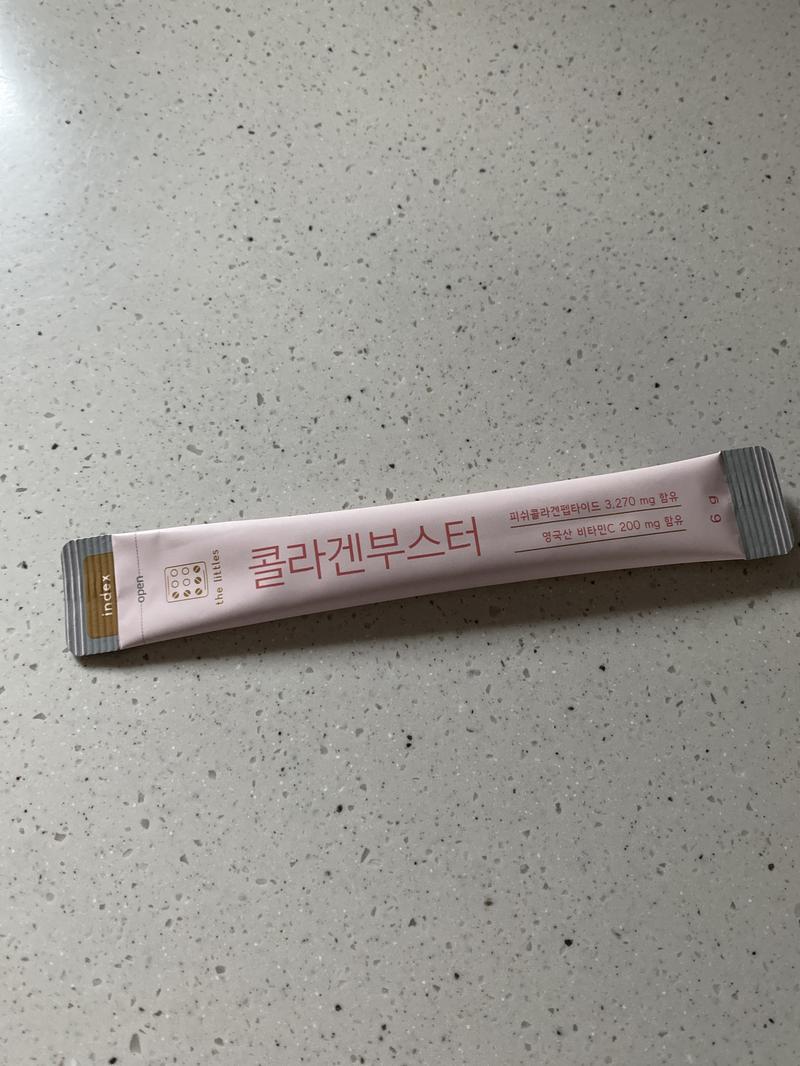 index
open
the littles
콜라겐부스터
피쉬콜라겐펩타이드 3,270 mg 함유
영국산 비타민C 200 mg 함유
6 g